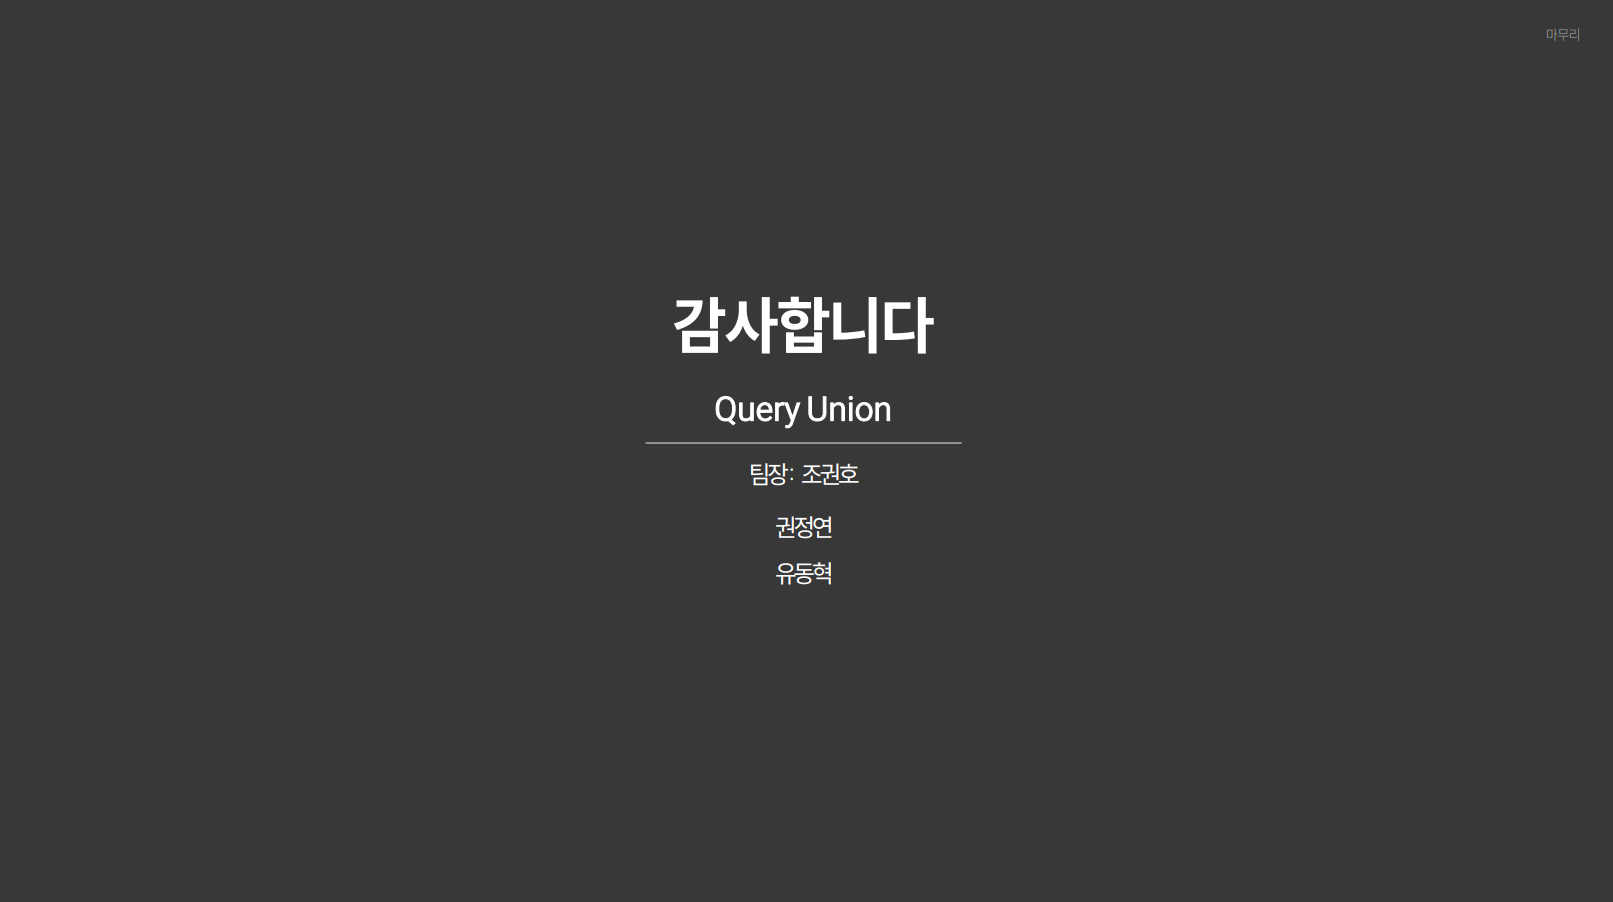 마무리
감사합니다
Query Union
팀장 : 조권호
권정연
유동혁